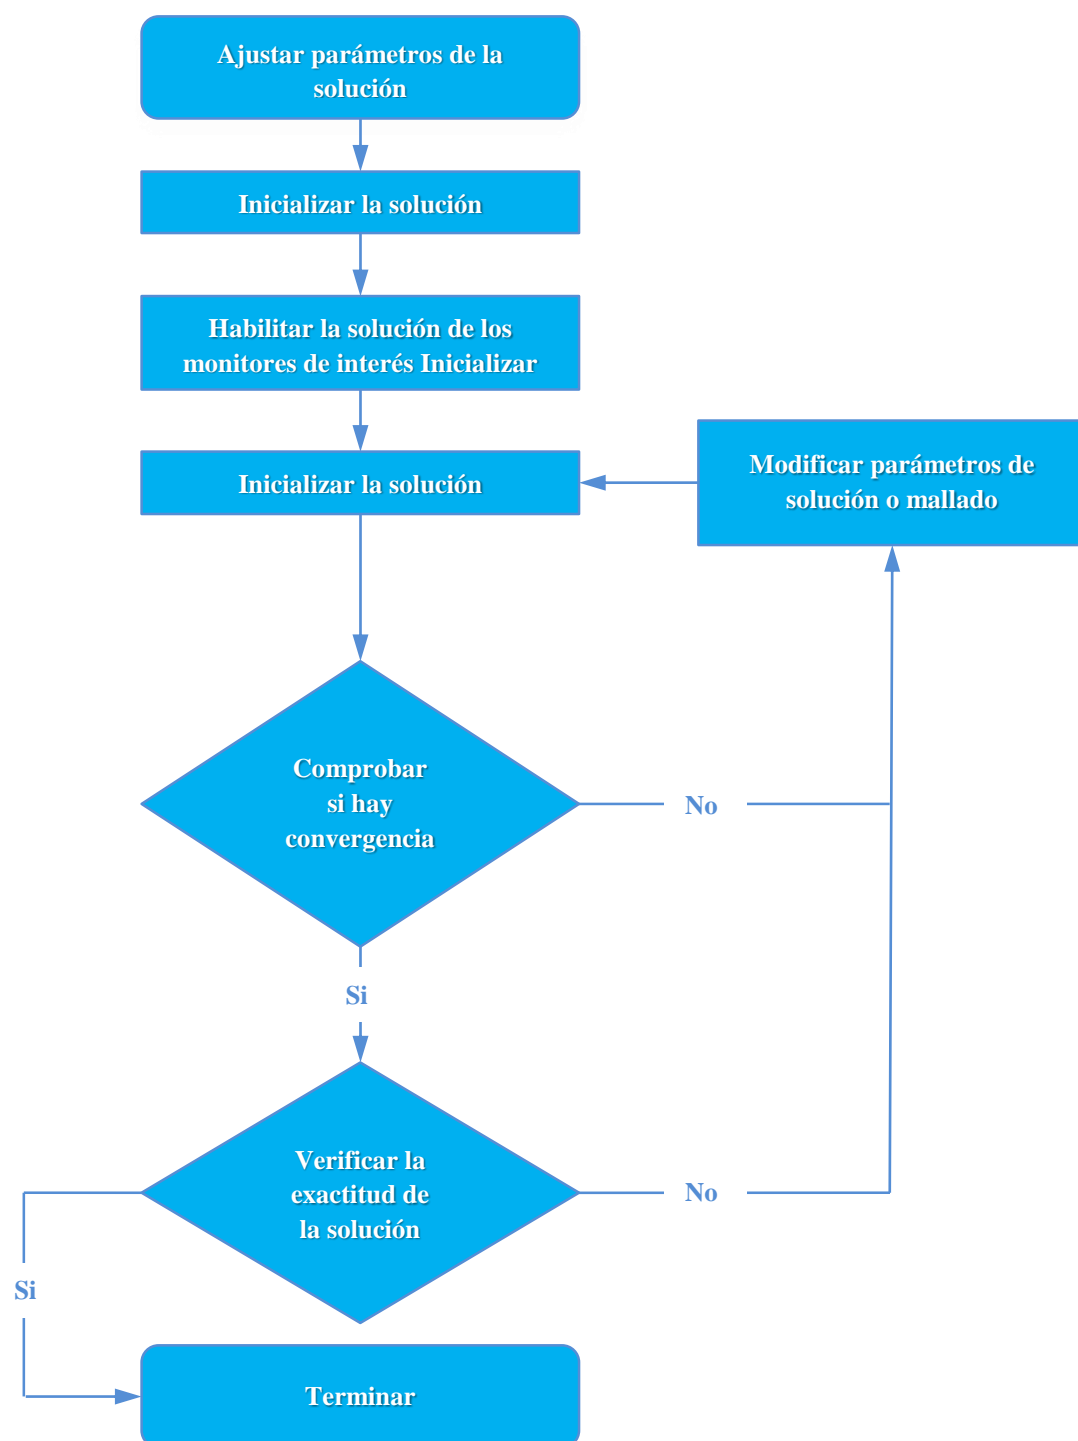 Ajustar parámetros de la
solución
Inicializar la solución
Habilitar la solución de los
monitores de interés Inicializar
Inicializar la solución
Modificar parámetros de
solución o mallado
Comprobar
si hay
convergencia
No
Si
Verificar la
exactitud de
la solución
No
Si
Terminar